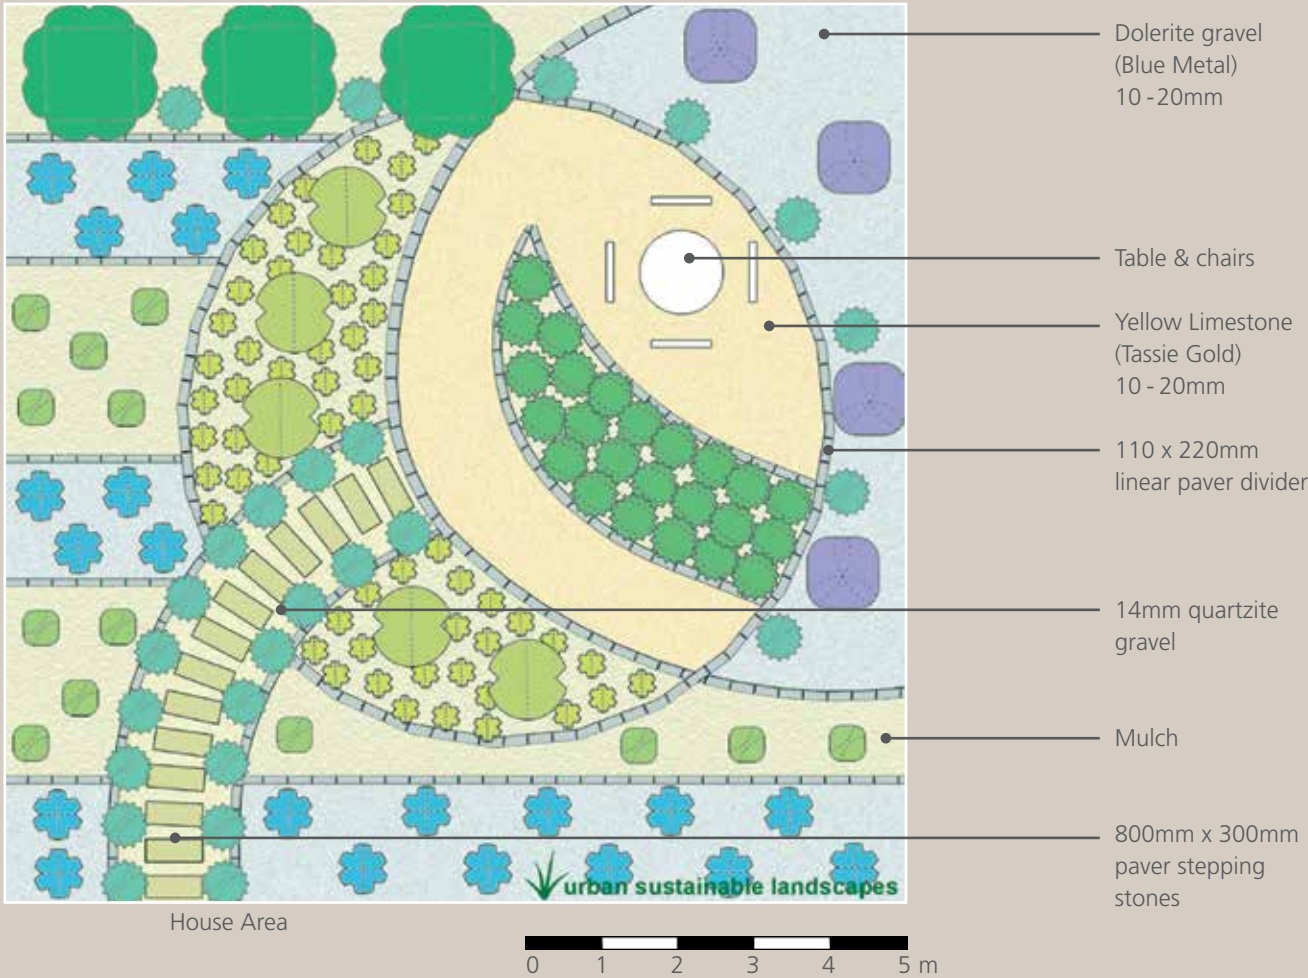 Dolerite gravel
(Blue Metal)
10 - 20mm
Table & chairs
Yellow Limestone
(Tassie Gold)
10 - 20mm
110 x 220mm
linear paver divider
14mm quartzite
gravel
Mulch
800mm x 300mm
paver stepping
stones
urban sustainable landscapes
House Area
0 1 2 3 4 5 m